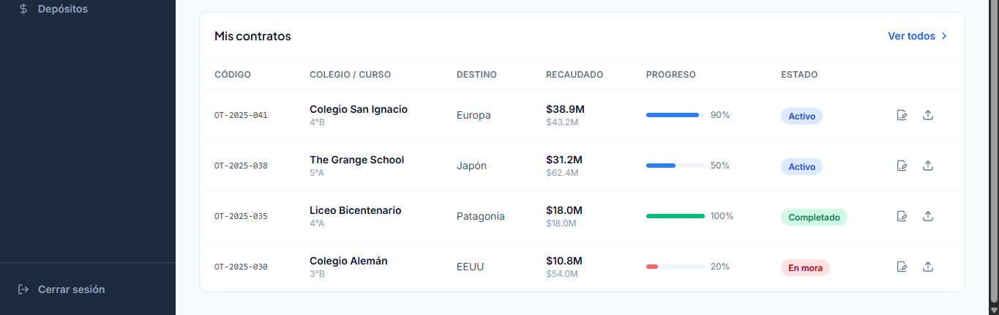 Depósitos
Mis contratos
Ver todos
CÓDIGO COLEGIO / CURSO DESTINO RECAUDADO PROGRESO ESTADO
OT-2025-041 Colegio San Ignacio Europa $38.9M 90% Activo
4°B $43.2M
OT-2025-038 The Grange School Japón $31.2M 50% Activo
5°A $62.4M
OT-2025-035 Liceo Bicentenario Patagonia $18.0M 100% Completado
4°A $18.0M
OT-2025-030 Colegio Alemán EEUU $10.8M 20% En mora
3°B $54.0M
Cerrar sesión